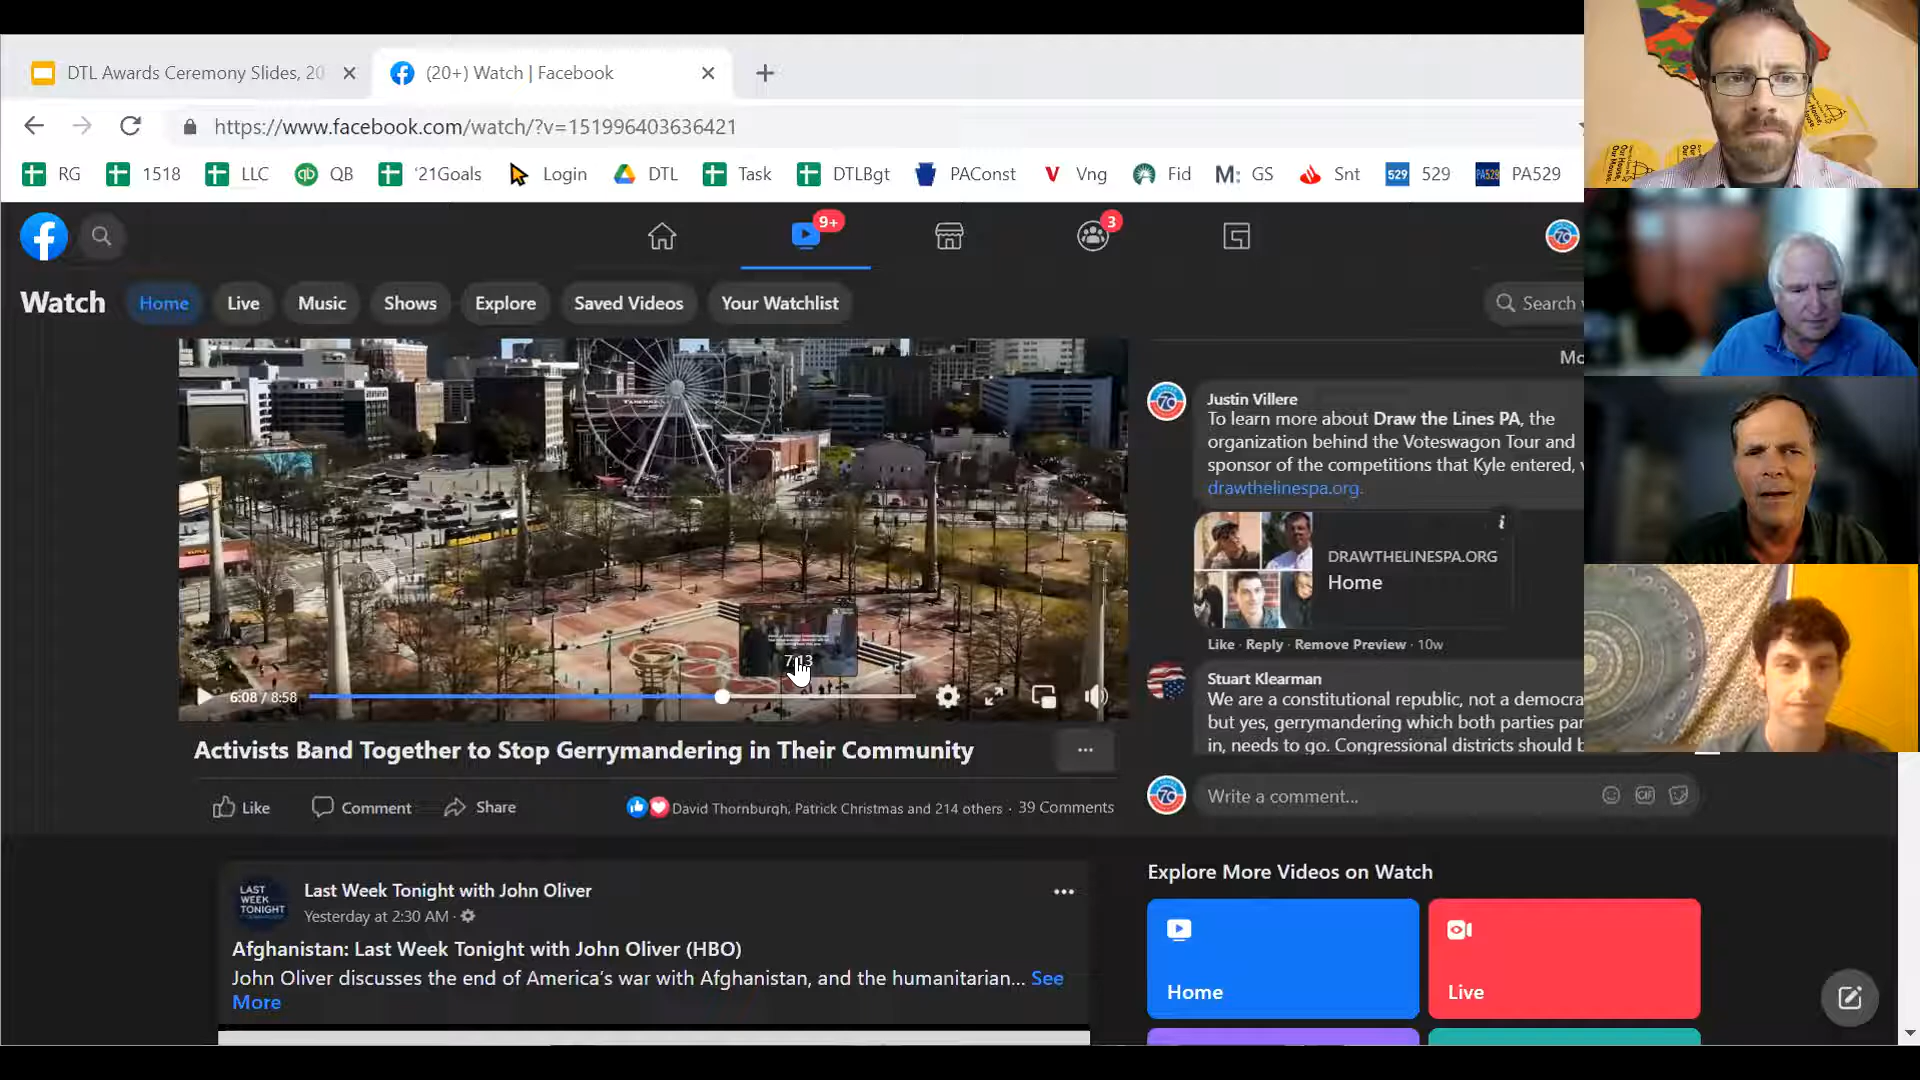 DTL Awards Ceremony Slides, 20
(20+) Watch | Facebook
https://www.facebook.com/watch/?v=151996403636421
RG 1518 LLC QB '21Goals Login DTL Task DTLBgt PAConst Vng Fid M: GS Snt 529 529 PA529 PA529
9+
3
Watch Home Live Music Shows Explore Saved Videos Your Watchlist
Search
Mo
Justin Villere
To learn more about Draw the Lines PA, the
organization behind the Voteswagon Tour and
sponsor of the competitions that Kyle entered,
drawthelinespa.org.
DRAWTHELINESPA.ORG
Home
Like · Reply · Remove Preview · 10w
Stuart Klearman
We are a constitutional republic, not a democra
but yes, gerrymandering which both parties par
in, needs to go. Congressional districts should b
7:13
6:08 / 8:58
Activists Band Together to Stop Gerrymandering in Their Community
Like Comment Share David Thornburgh, Patrick Christmas and 214 others · 39 Comments
Write a comment...
GIF
LAST
WEEK
TONIGHT
Last Week Tonight with John Oliver
Yesterday at 2:30 AM ·
Afghanistan: Last Week Tonight with John Oliver (HBO)
John Oliver discusses the end of America's war with Afghanistan, and the humanitarian... See
More
Explore More Videos on Watch
Home
Live